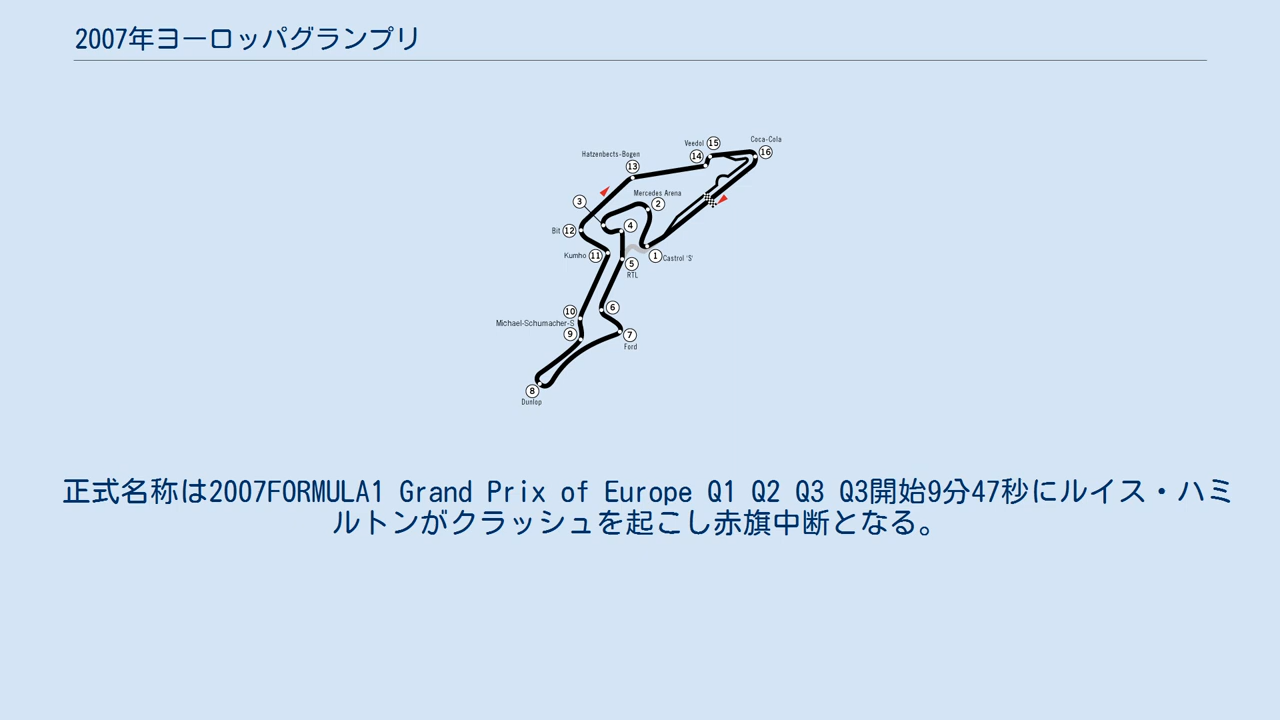 2007年ヨーロッパグランプリ
Coca-Cola
Veedol 15
14
16
Hatzenbects-Bogen
13
Mercedes Arena
3
2
4
Bit 12
Kumho 11
1 Castrol 'S'
5
RTL
10
6
Michael-Schumacher-S
9
7
Ford
8
Dunlop
正式名称は2007FORMULA1 Grand Prix of Europe Q1 Q2 Q3 Q3開始9分47秒にルイス・ハミ
ルトンがクラッシュを起こし赤旗中断となる。